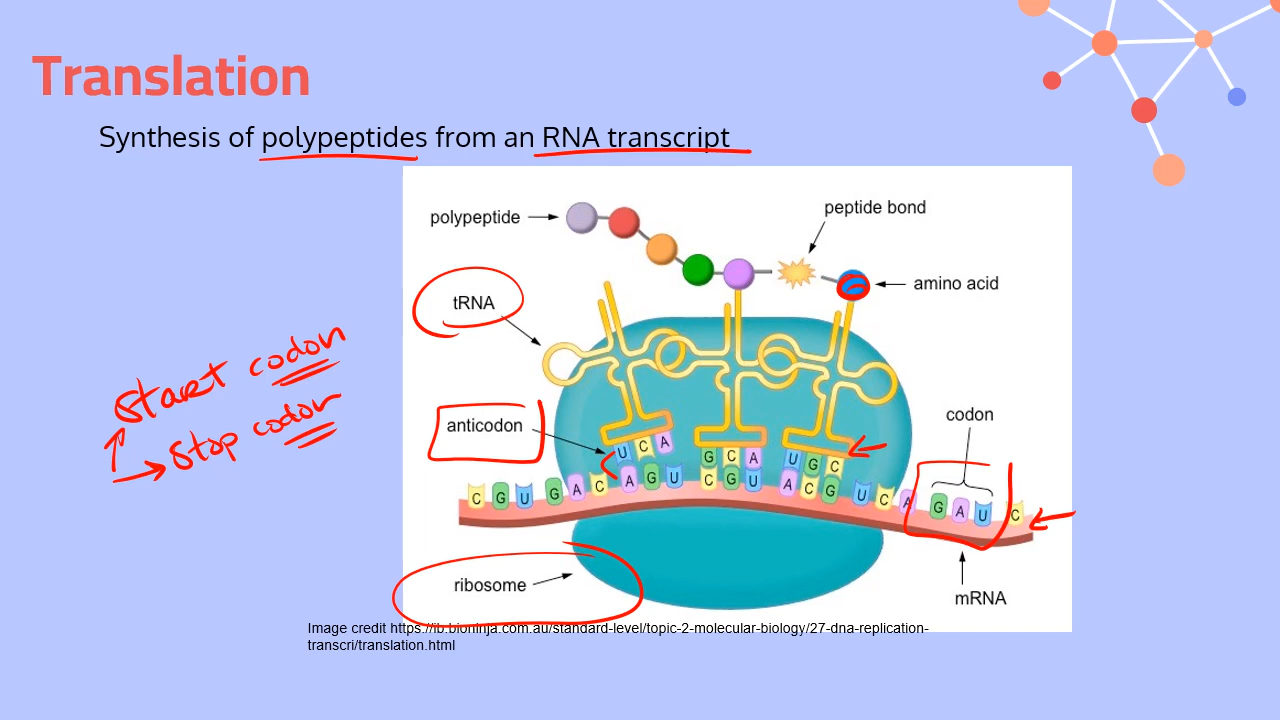 Translation
Synthesis of polypeptides from an RNA transcript
polypeptide
peptide bond
amino acid
tRNA
Start codon
Stop codon
anticodon
codon
U C A
G C A
U G C
C G U G A C A G U C G U A C G U C A G A U C
ribosome
mRNA
Image credit https://ib.bioninja.com.au/standard-level/topic-2-molecular-biology/27-dna-replication-
transcri/translation.html